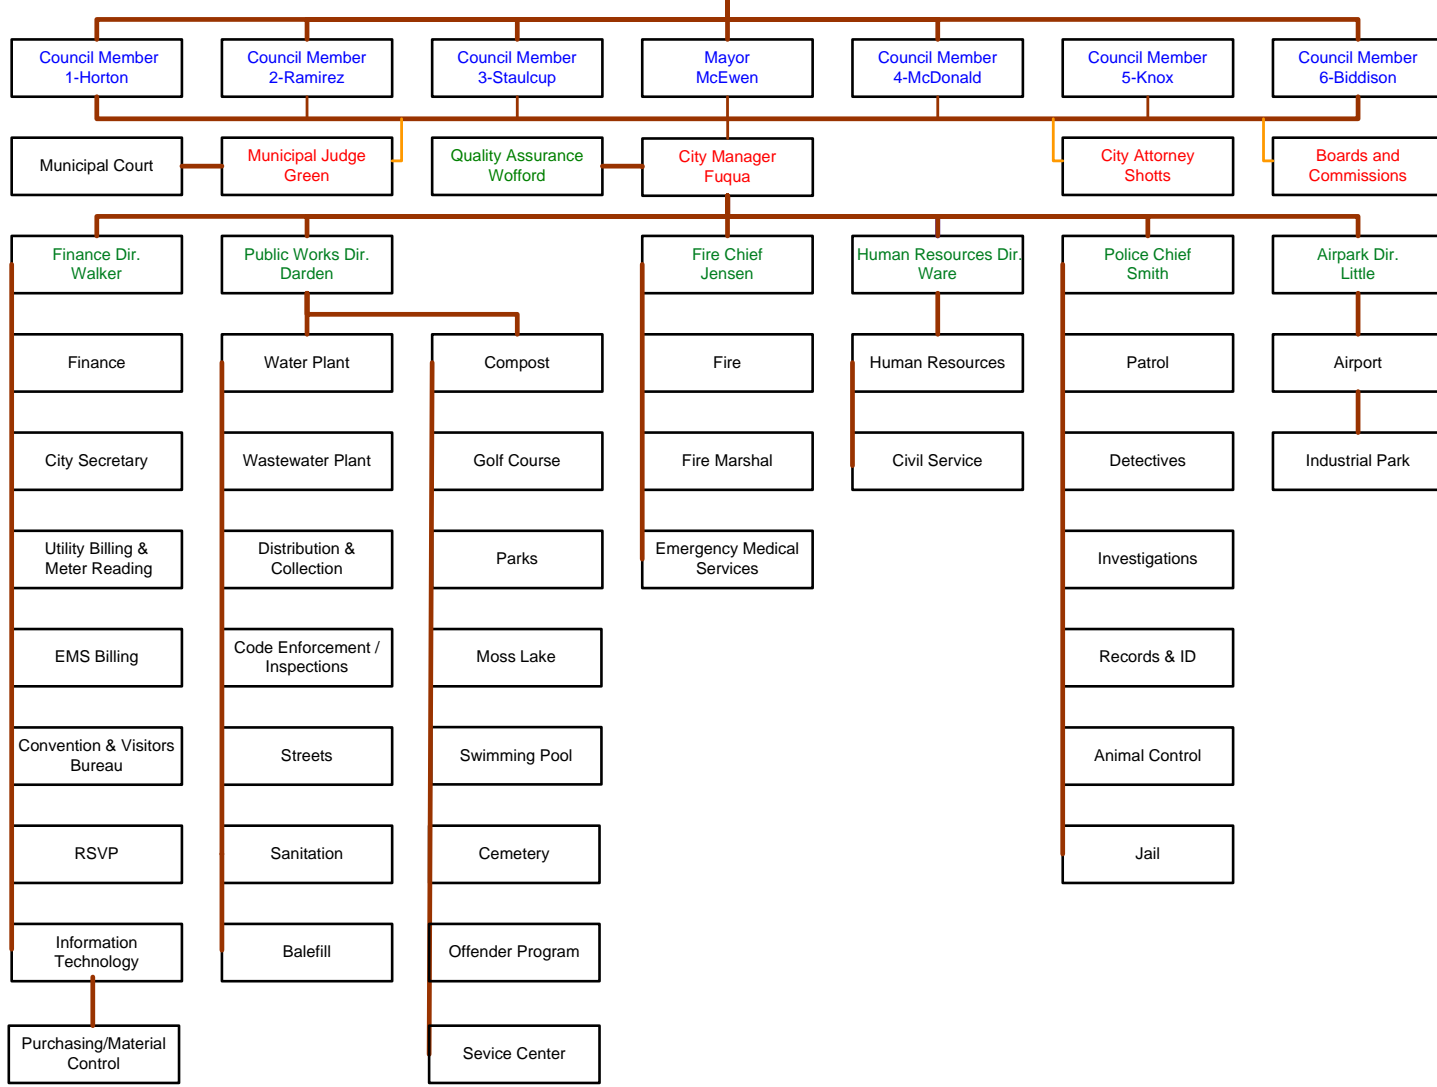 Council Member
1-Horton
Council Member
2-Ramirez
Council Member
3-Staulcup
Mayor
McEwen
Council Member
4-McDonald
Council Member
5-Knox
Council Member
6-Biddison
Municipal Court
Municipal Judge
Green
Quality Assurance
Wofford
City Manager
Fuqua
City Attorney
Shotts
Boards and
Commissions
Finance Dir.
Walker
Public Works Dir.
Darden
Fire Chief
Jensen
Human Resources Dir.
Ware
Police Chief
Smith
Airpark Dir.
Little
Finance
Water Plant
Compost
Fire
Human Resources
Patrol
Airport
City Secretary
Wastewater Plant
Golf Course
Fire Marshal
Civil Service
Detectives
Industrial Park
Utility Billing &
Meter Reading
Distribution &
Collection
Parks
Emergency Medical
Services
Investigations
EMS Billing
Code Enforcement /
Inspections
Moss Lake
Records & ID
Convention & Visitors
Bureau
Streets
Swimming Pool
Animal Control
RSVP
Sanitation
Cemetery
Jail
Information
Technology
Balefill
Offender Program
Purchasing/Material
Control
Sevice Center